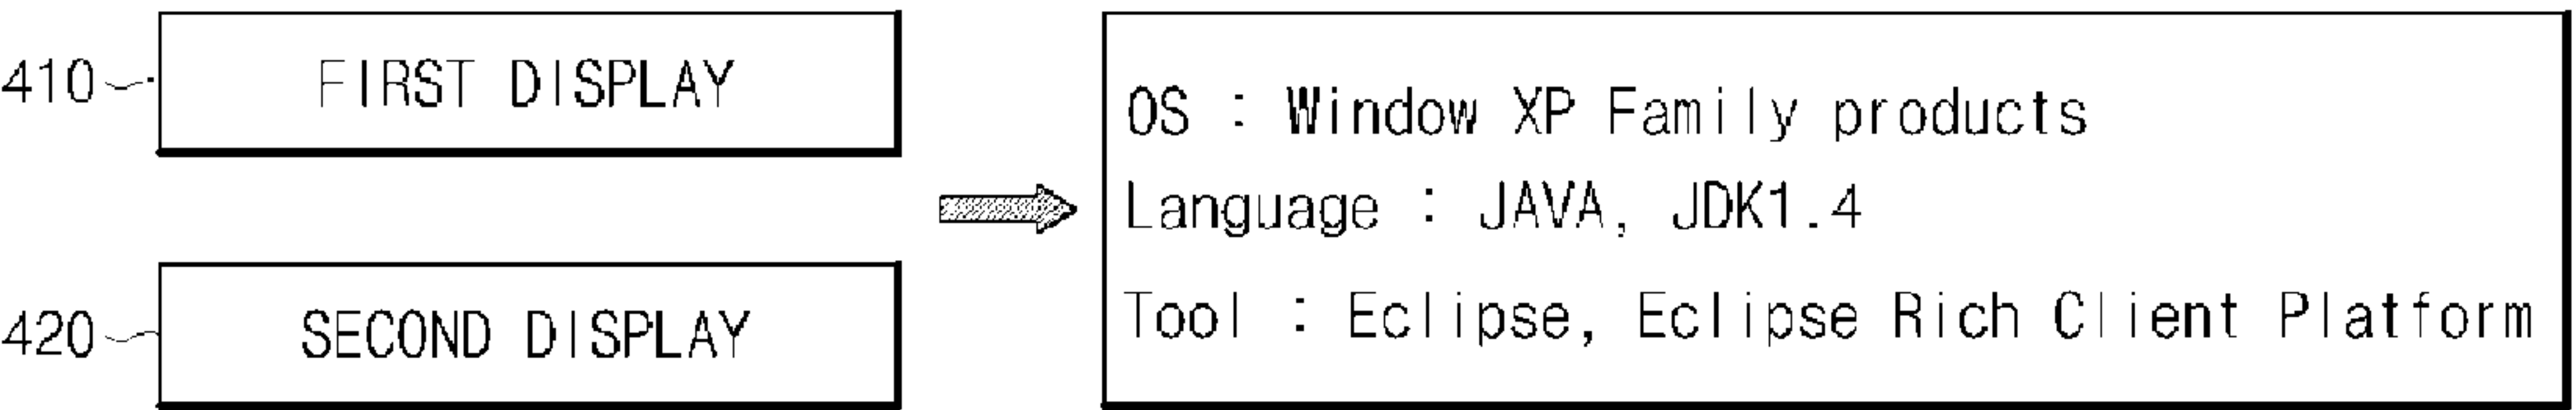 410
FIRST DISPLAY
420
SECOND DISPLAY
OS : Window XP Family products
Language : JAVA, JDK1.4
Tool : Eclipse, Eclipse Rich Client Platform